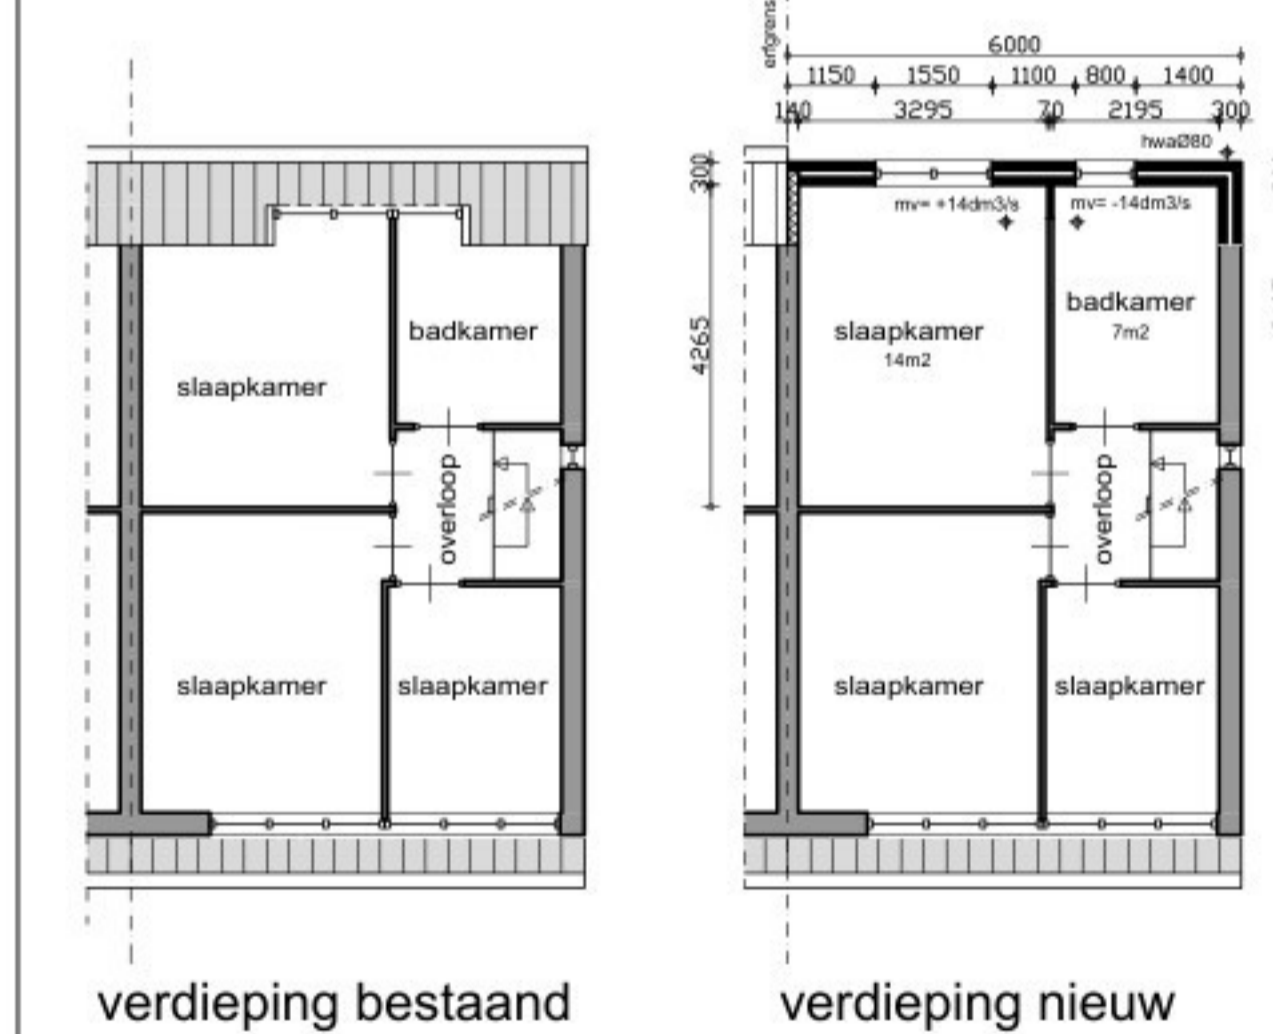 erfgrens
6000
1150 1550 1100 800 1400
140 3295 70 2195 300
hwaØ80
300
mv= +14dm3/s
mv= -14dm3/s
4265
slaapkamer
badkamer
overloop
slaapkamer
slaapkamer
verdieping bestaand
slaapkamer
14m2
badkamer
7m2
overloop
slaapkamer
slaapkamer
verdieping nieuw